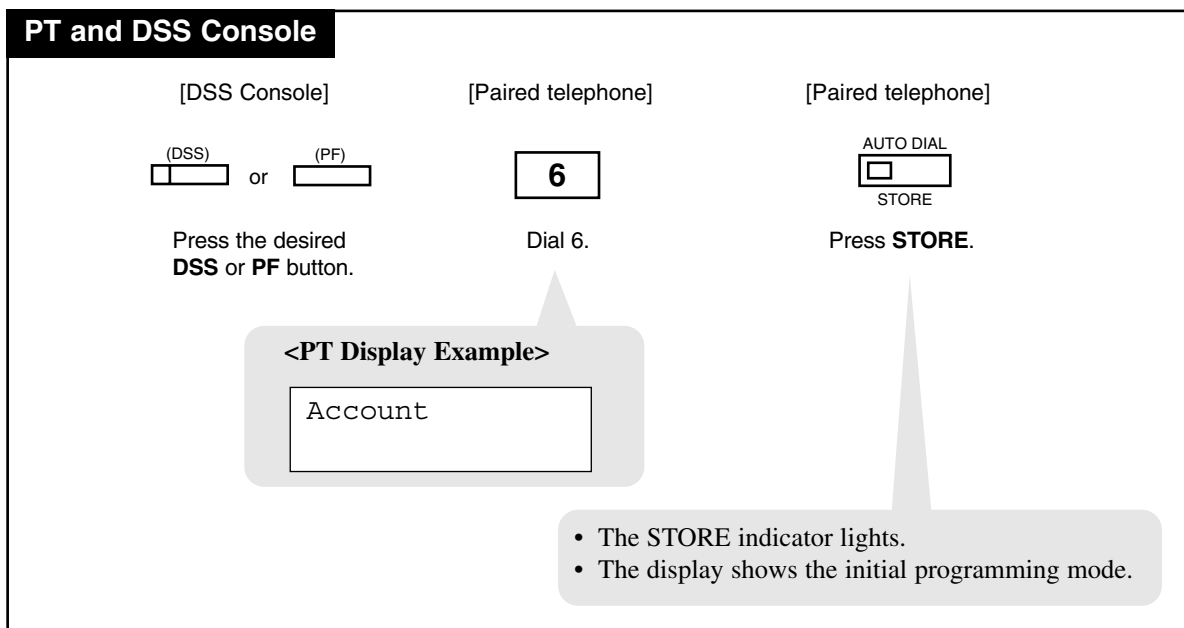 PT and DSS Console
[DSS Console] [Paired telephone] [Paired telephone]
(DSS) or (PF)
6
AUTO DIAL
STORE
Press the desired
DSS or PF button.
Dial 6.
Press STORE.
<PT Display Example>
Account
• The STORE indicator lights.
• The display shows the initial programming mode.